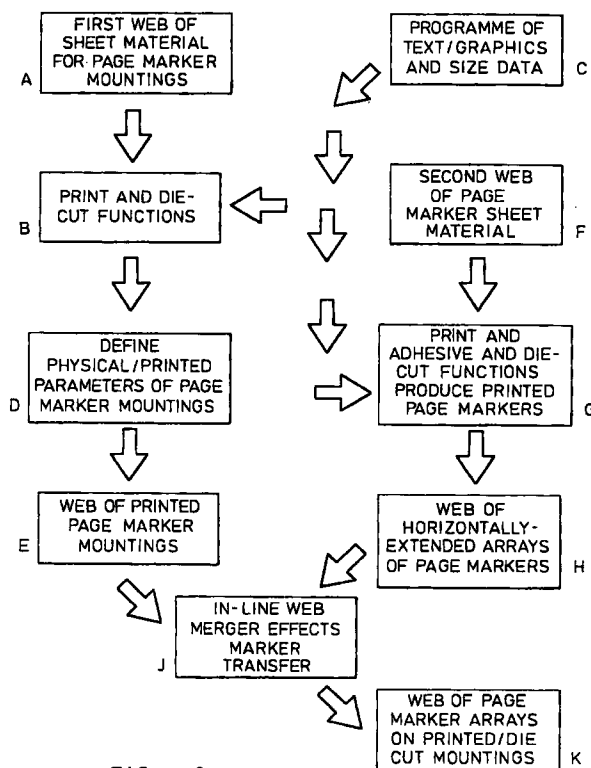 FIRST WEB OF
SHEET MATERIAL
FOR PAGE MARKER
MOUNTINGS
A
PROGRAMME OF
TEXT/GRAPHICS
AND SIZE DATA
C
PRINT AND DIE-
CUT FUNCTIONS
B
SECOND WEB
OF PAGE
MARKER SHEET
MATERIAL
F
DEFINE
PHYSICAL/PRINTED
PARAMETERS OF PAGE
MARKER MOUNTINGS
D
PRINT AND
ADHESIVE AND DIE-
CUT FUNCTIONS
PRODUCE PRINTED
PAGE MARKERS
G
WEB OF PRINTED
PAGE MARKER
MOUNTINGS
E
WEB OF
HORIZONTALLY-
EXTENDED ARRAYS
OF PAGE MARKERS
H
IN-LINE WEB
MERGER EFFECTS
MARKER
TRANSFER
J
WEB OF PAGE
MARKER ARRAYS
ON PRINTED/DIE
CUT MOUNTINGS
K